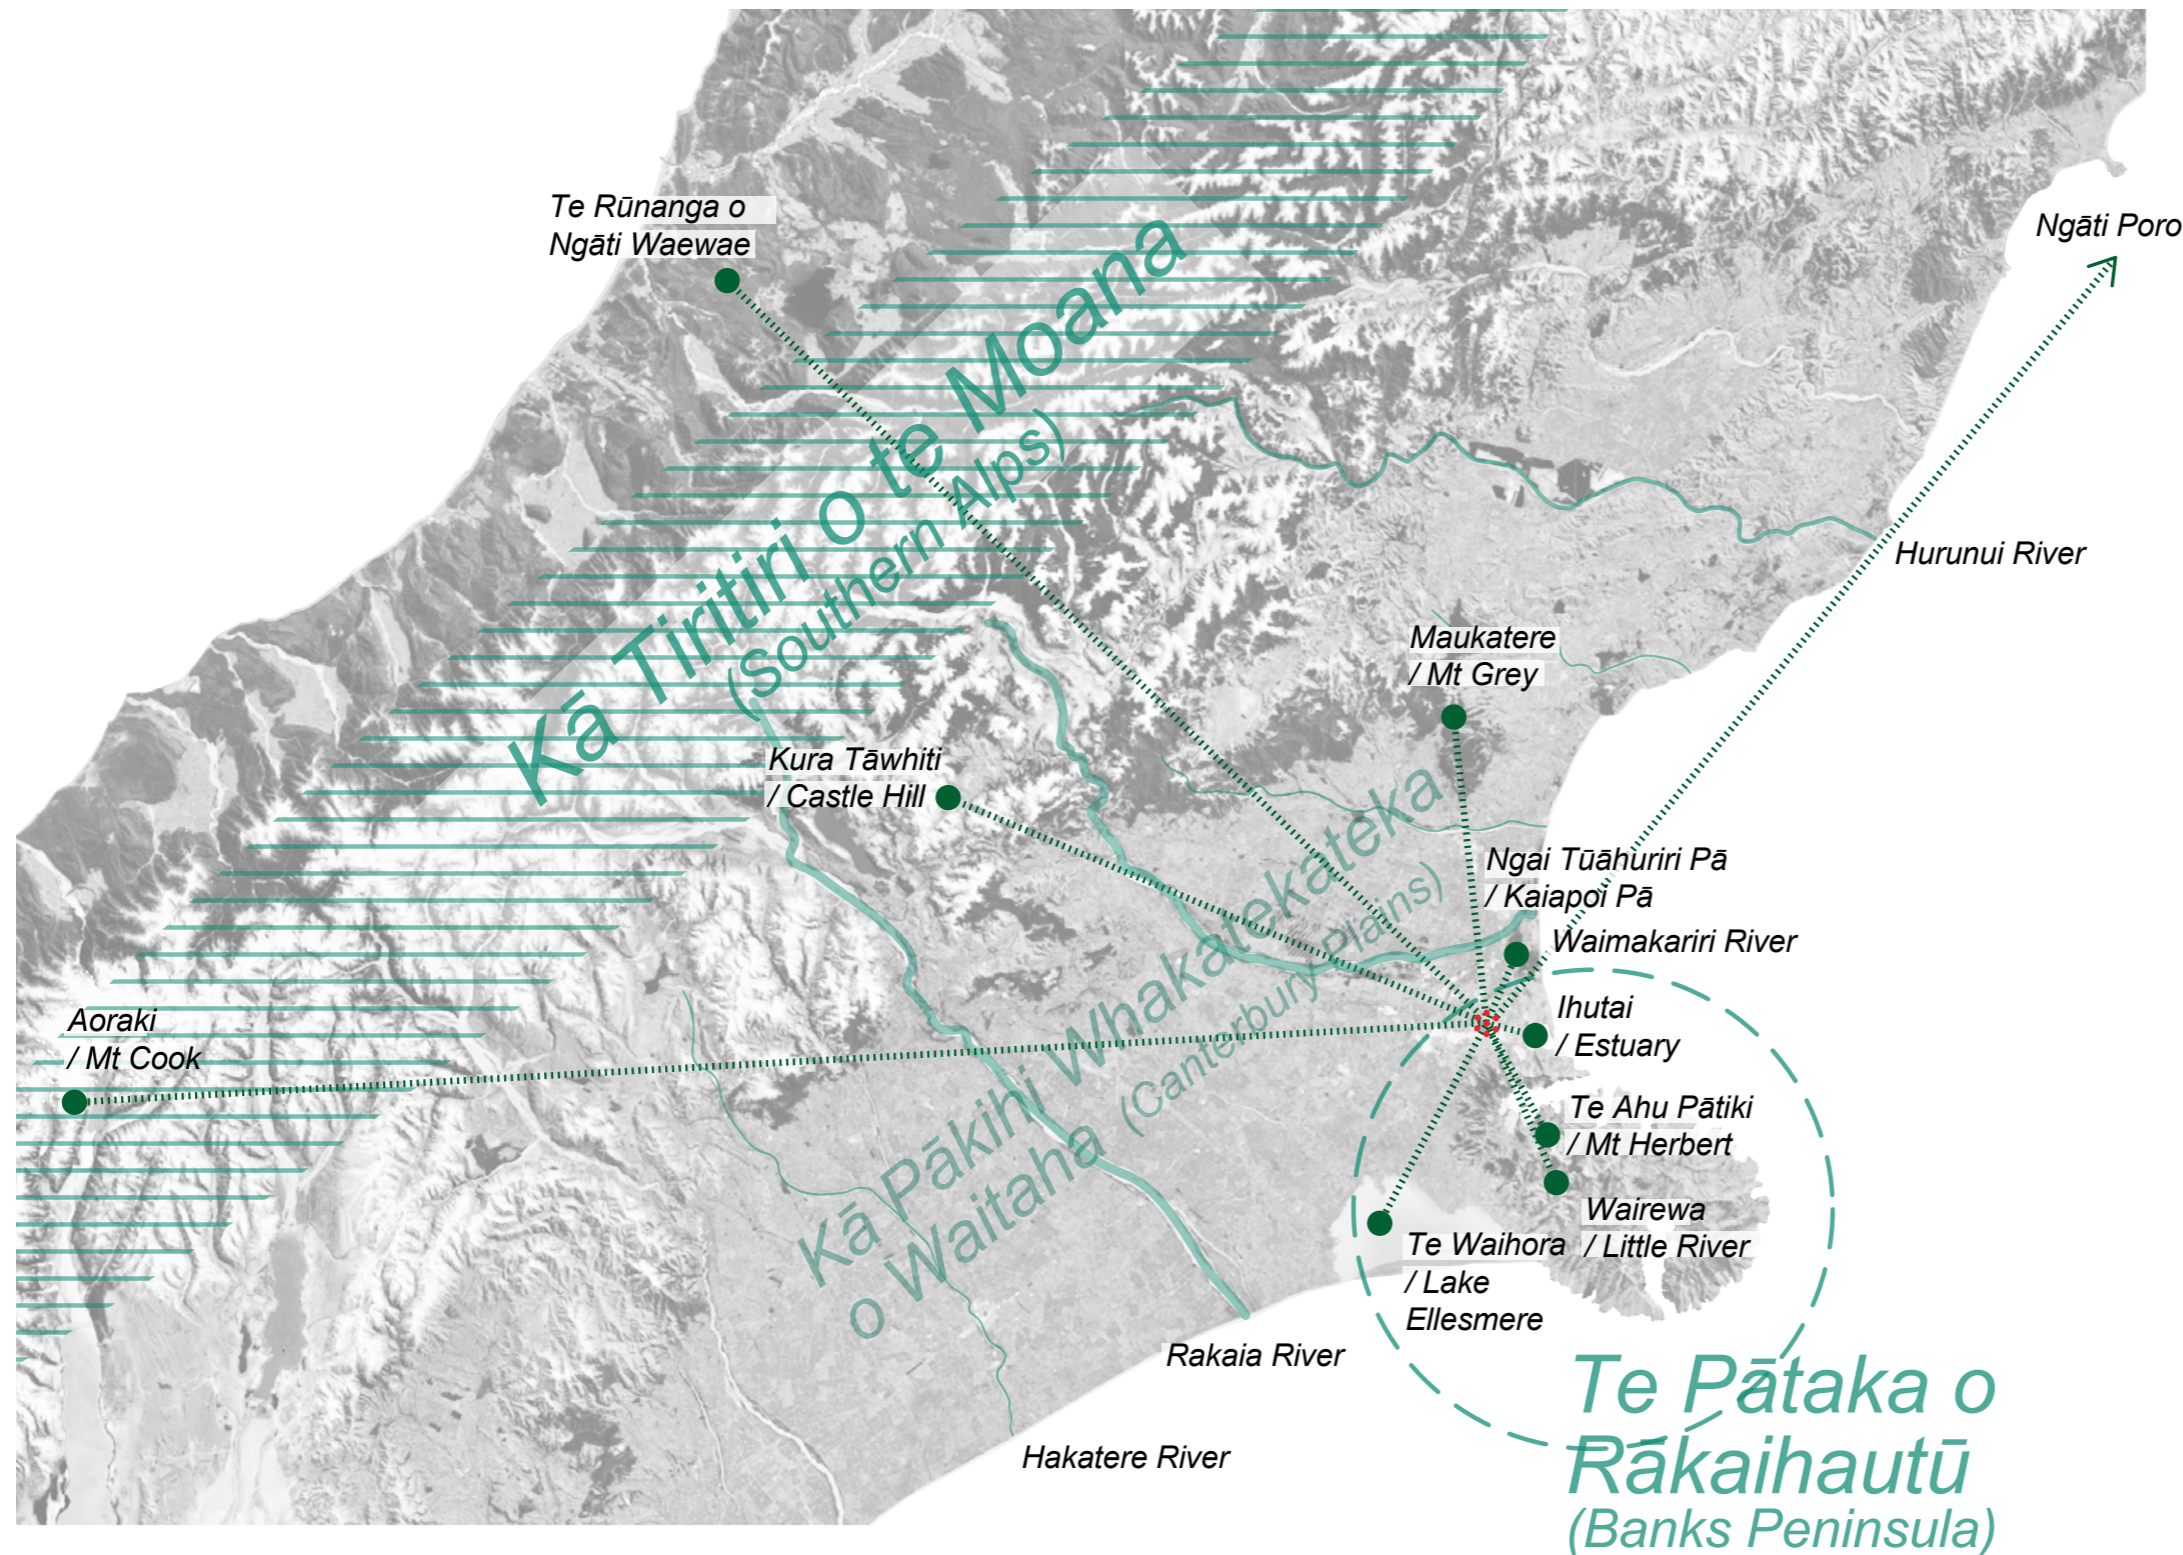 Te Rūnanga o
Ngāti Waewae
Ngāti Poro
Kā Tiritiri o te Moana
(Southern Alps)
Hurunui River
Maukatere
/ Mt Grey
Kura Tāwhiti
/ Castle Hill
Ngai Tūāhuriri Pā
/ Kaiapoi Pā
Waimakariri River
Kā Pākihi Whakatekateka
o Waitaha (Canterbury Plains)
Aoraki
/ Mt Cook
Ihutai
/ Estuary
Te Ahu Pātiki
/ Mt Herbert
Wairewa
/ Little River
Te Waihora
/ Lake
Ellesmere
Rakaia River
Hakatere River
Te Pātaka o
Rākaihautū
(Banks Peninsula)